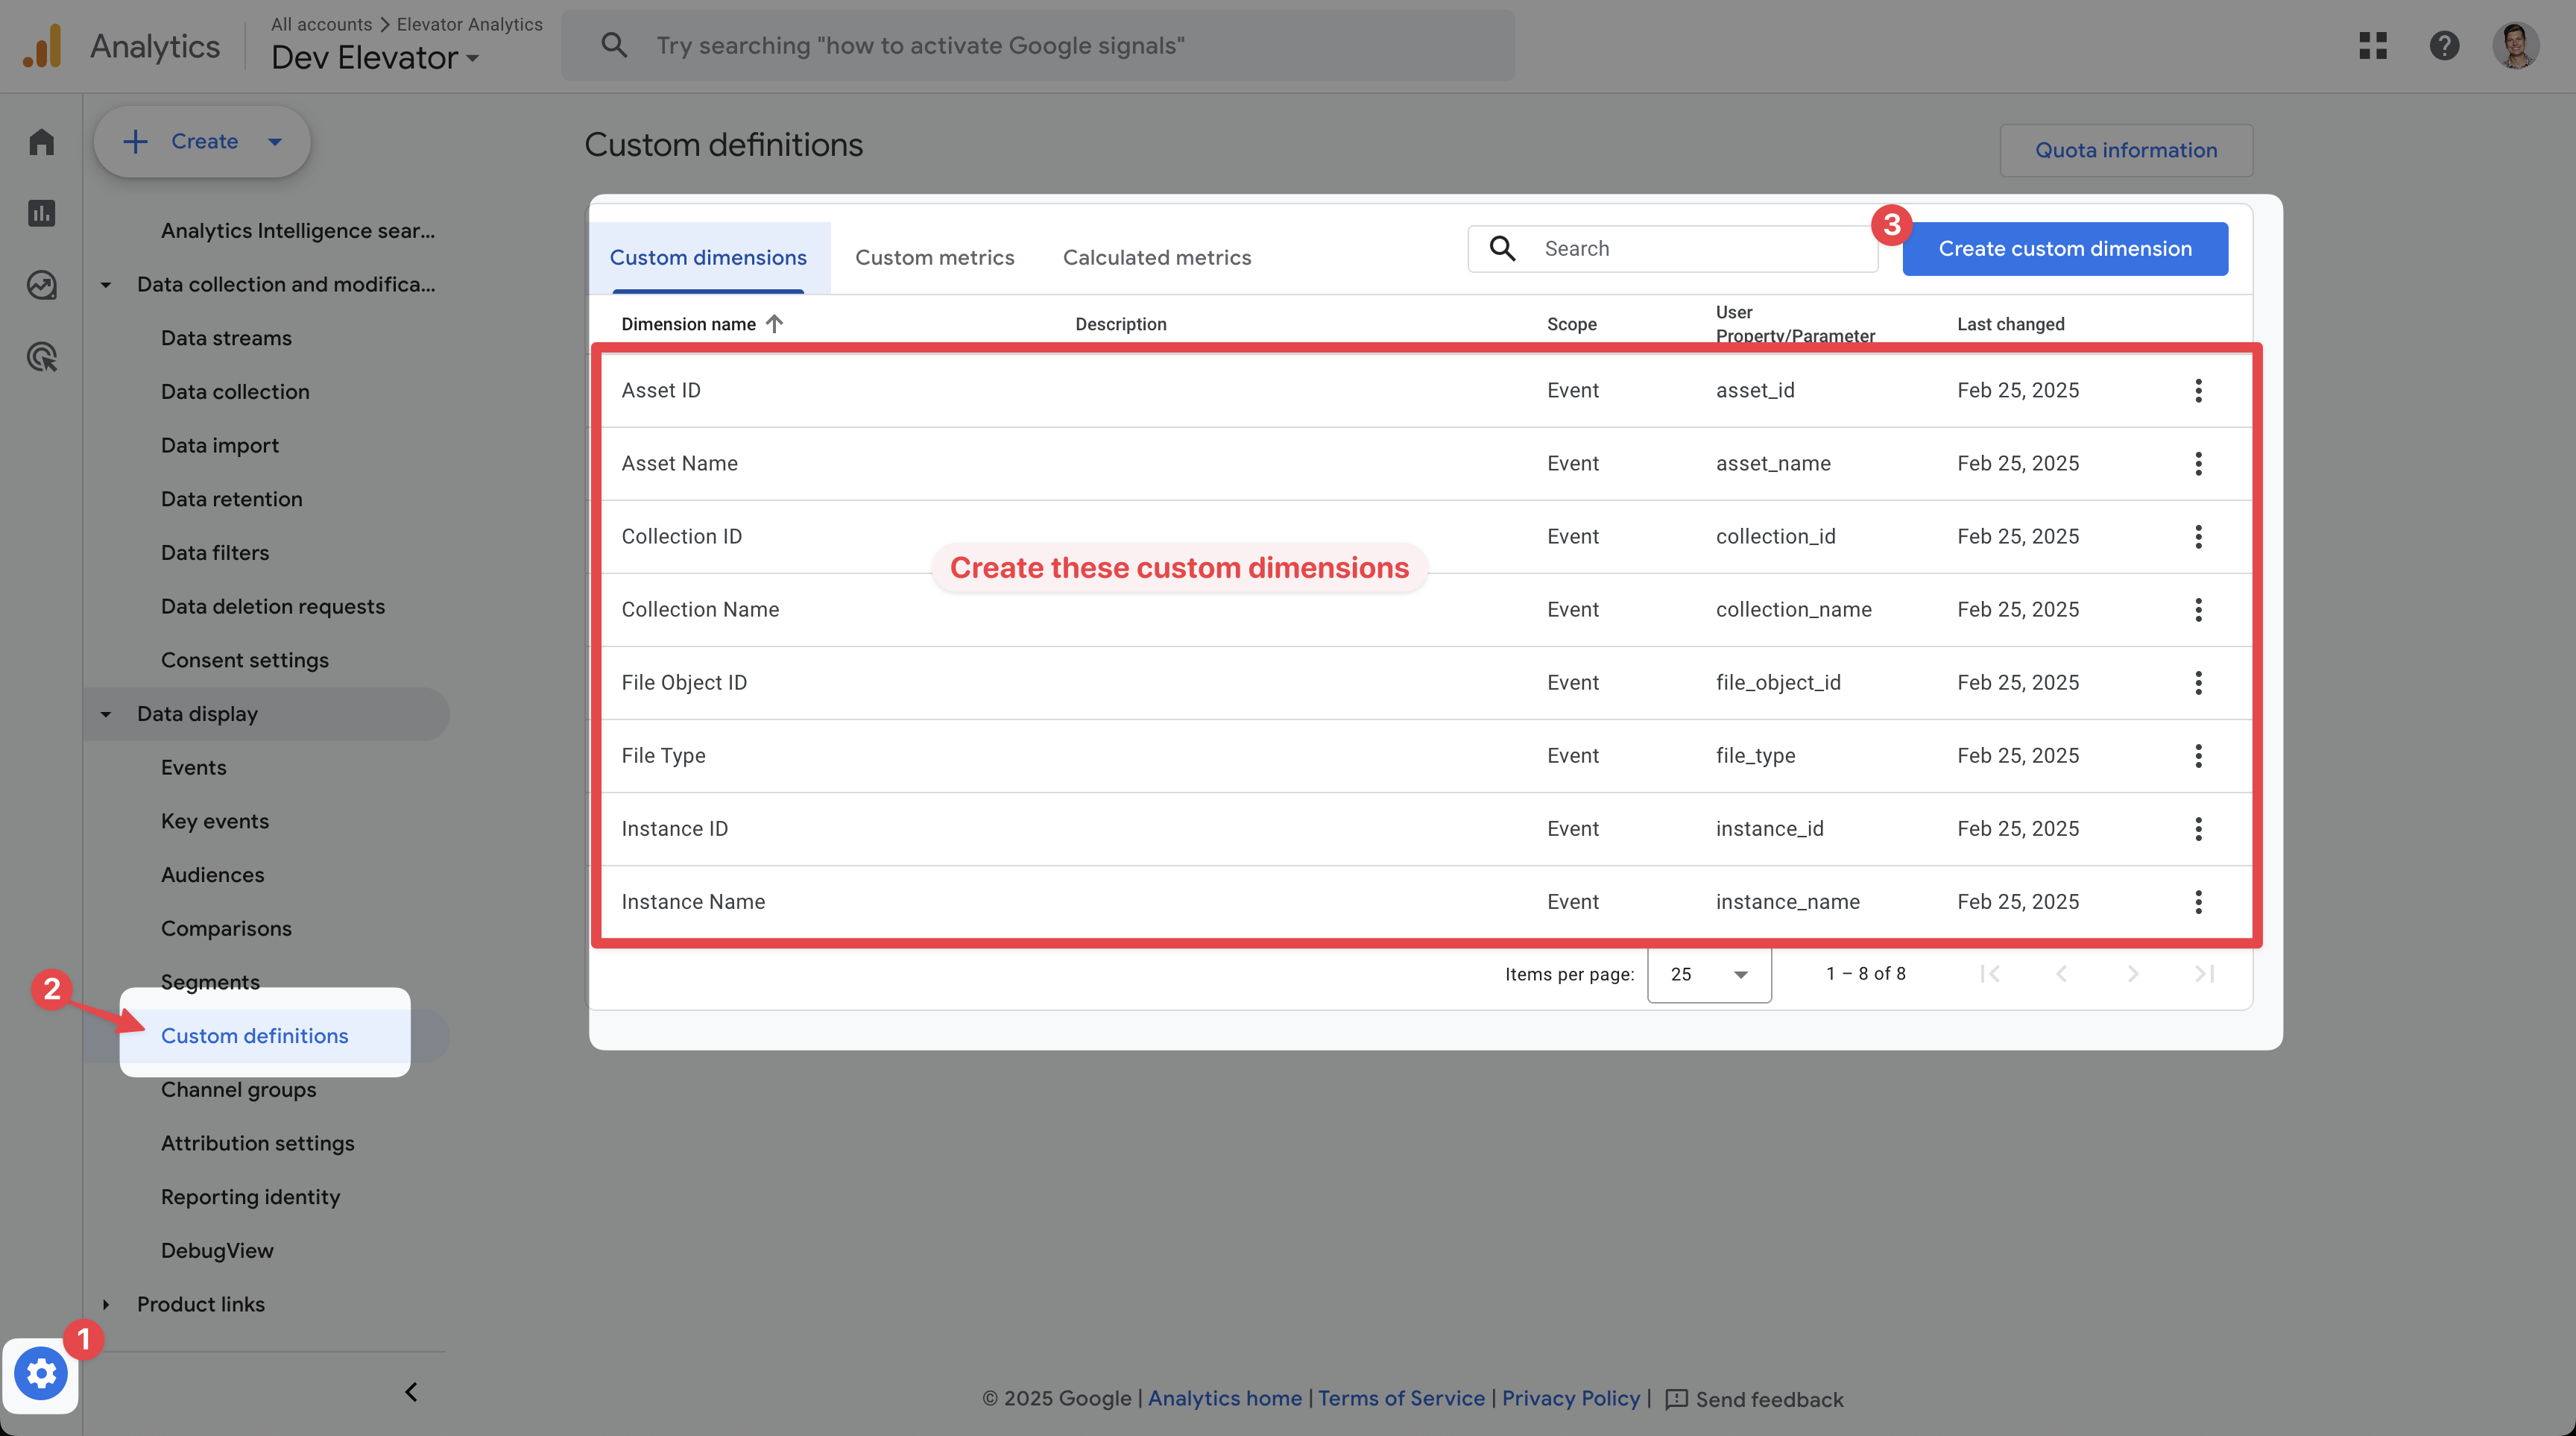 Analytics
All accounts > Elevator Analytics
Dev Elevator
Try searching "how to activate Google signals"
Create
Analytics Intelligence sear...
Data collection and modifica...
Data streams
Data collection
Data import
Data retention
Data filters
Data deletion requests
Consent settings
Data display
Events
Key events
Audiences
Comparisons
Segments
2
Custom definitions
Channel groups
Attribution settings
Reporting identity
DebugView
Product links
1
Custom definitions
Quota information
Custom dimensions Custom metrics Calculated metrics
Search
3
Create custom dimension
Dimension name Description Scope User Property/Parameter Last changed
Asset ID Event asset_id Feb 25, 2025
Asset Name Event asset_name Feb 25, 2025
Collection ID Event collection_id Feb 25, 2025
Create these custom dimensions
Collection Name Event collection_name Feb 25, 2025
File Object ID Event file_object_id Feb 25, 2025
File Type Event file_type Feb 25, 2025
Instance ID Event instance_id Feb 25, 2025
Instance Name Event instance_name Feb 25, 2025
Items per page: 25 1 – 8 of 8
© 2025 Google | Analytics home | Terms of Service | Privacy Policy | Send feedback